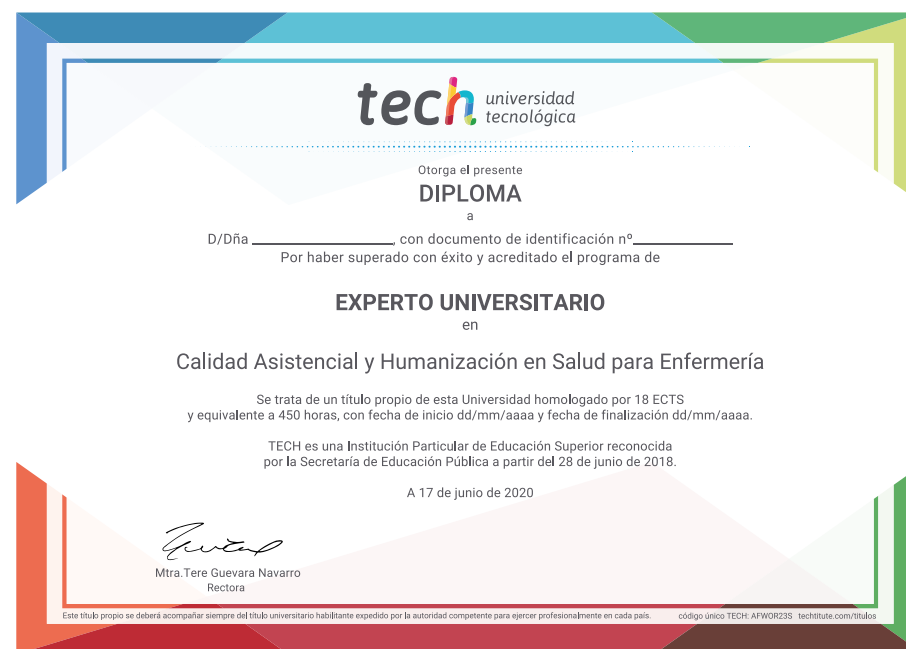 tech universidad
tecnológica
Otorga el presente
DIPLOMA
a
D/Dña ____________________, con documento de identificación nº______________
Por haber superado con éxito y acreditado el programa de
EXPERTO UNIVERSITARIO
en
Calidad Asistencial y Humanización en Salud para Enfermería
Se trata de un título propio de esta Universidad homologado por 18 ECTS
y equivalente a 450 horas, con fecha de inicio dd/mm/aaaa y fecha de finalización dd/mm/aaaa.
TECH es una Institución Particular de Educación Superior reconocida
por la Secretaría de Educación Pública a partir del 28 de junio de 2018.
A 17 de junio de 2020
Mtra.Tere Guevara Navarro
Rectora
Este título propio se deberá acompañar siempre del título universitario habilitante expedido por la autoridad competente para ejercer profesionalmente en cada país. código único TECH: AFWOR23S techtitute.com/titulos